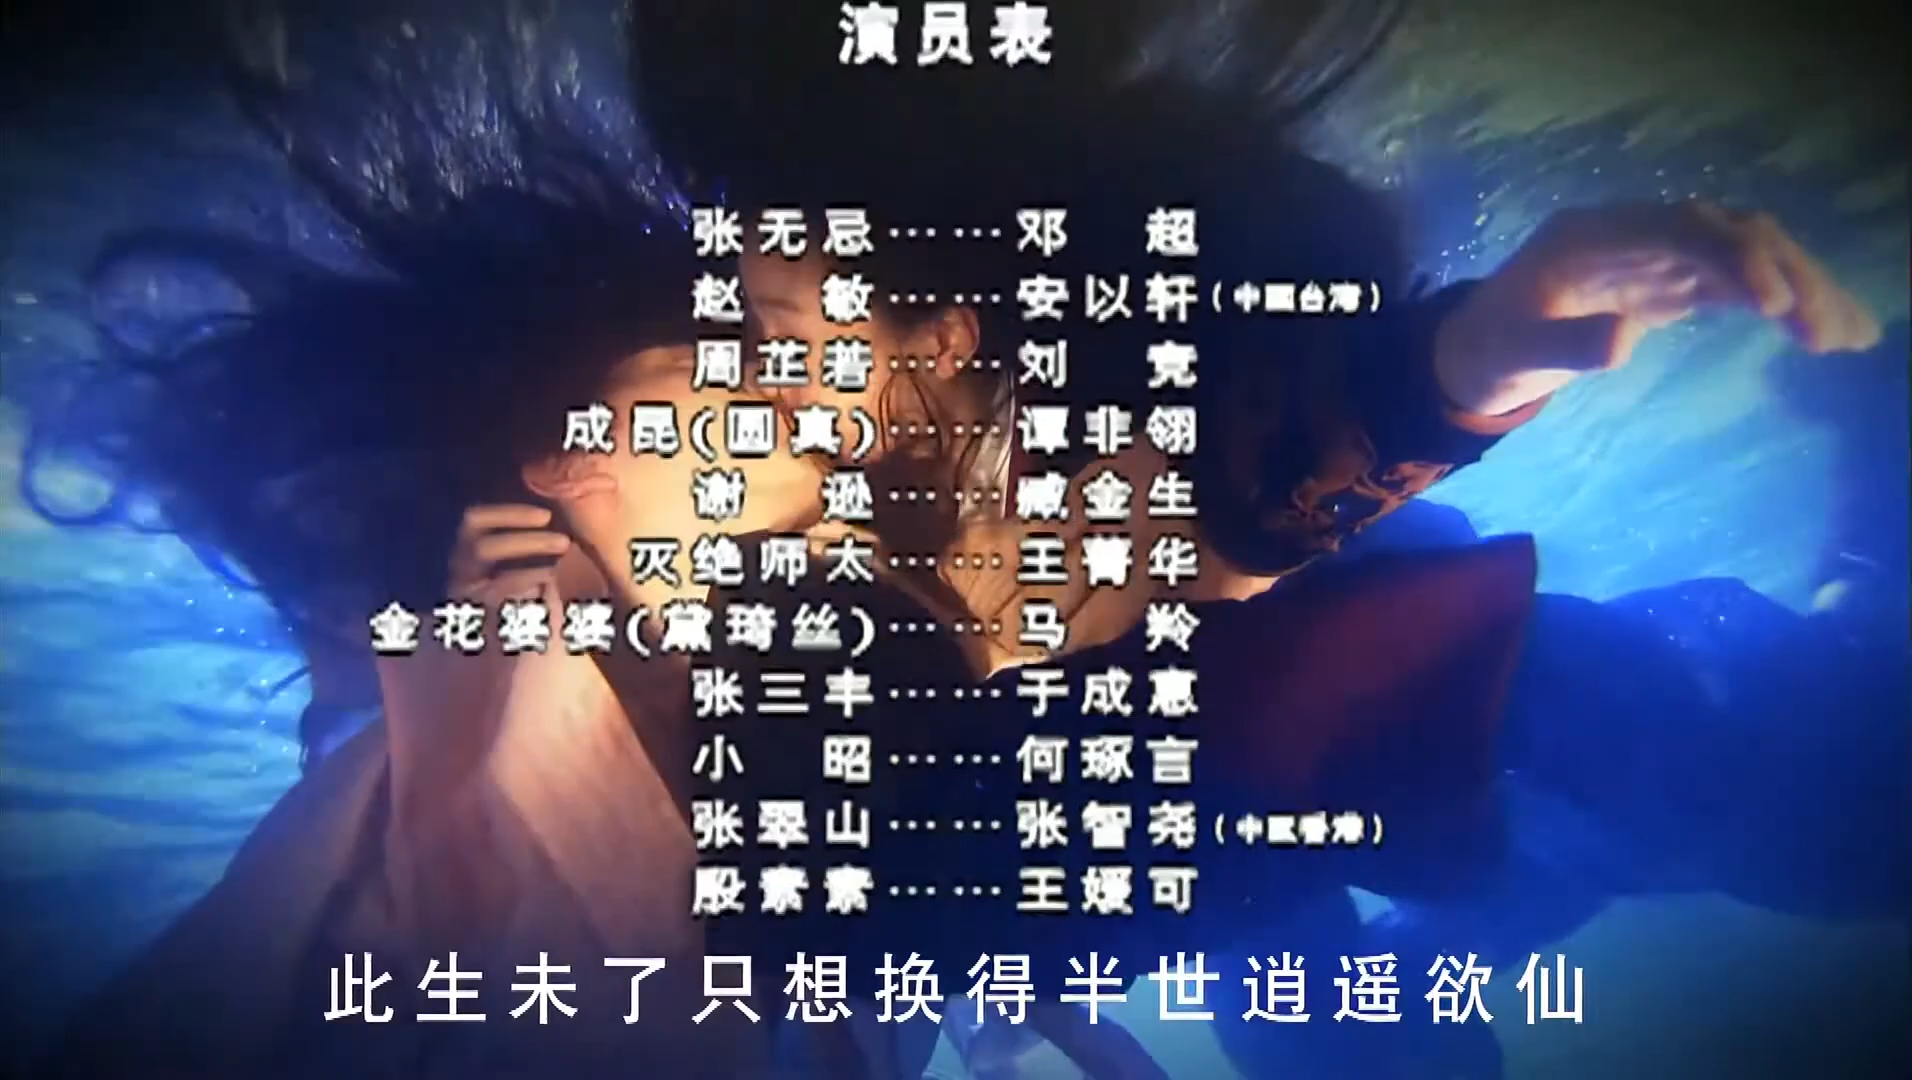 演员表
张无忌⋯⋯邓 超
赵 敏⋯⋯安以轩(中国台湾)
周芷若⋯⋯刘 竞
成昆(圆真)⋯⋯谭非翎
谢 逊⋯⋯臧金生
灭绝师太⋯⋯王菁华
金花婆婆(黛琦丝)⋯⋯马 羚
张三丰⋯⋯于成惠
小 昭⋯⋯何琢言
张翠山⋯⋯张智尧(中国香港)
殷素素⋯⋯王媛可
此生未了只想换得半世逍遥欲仙